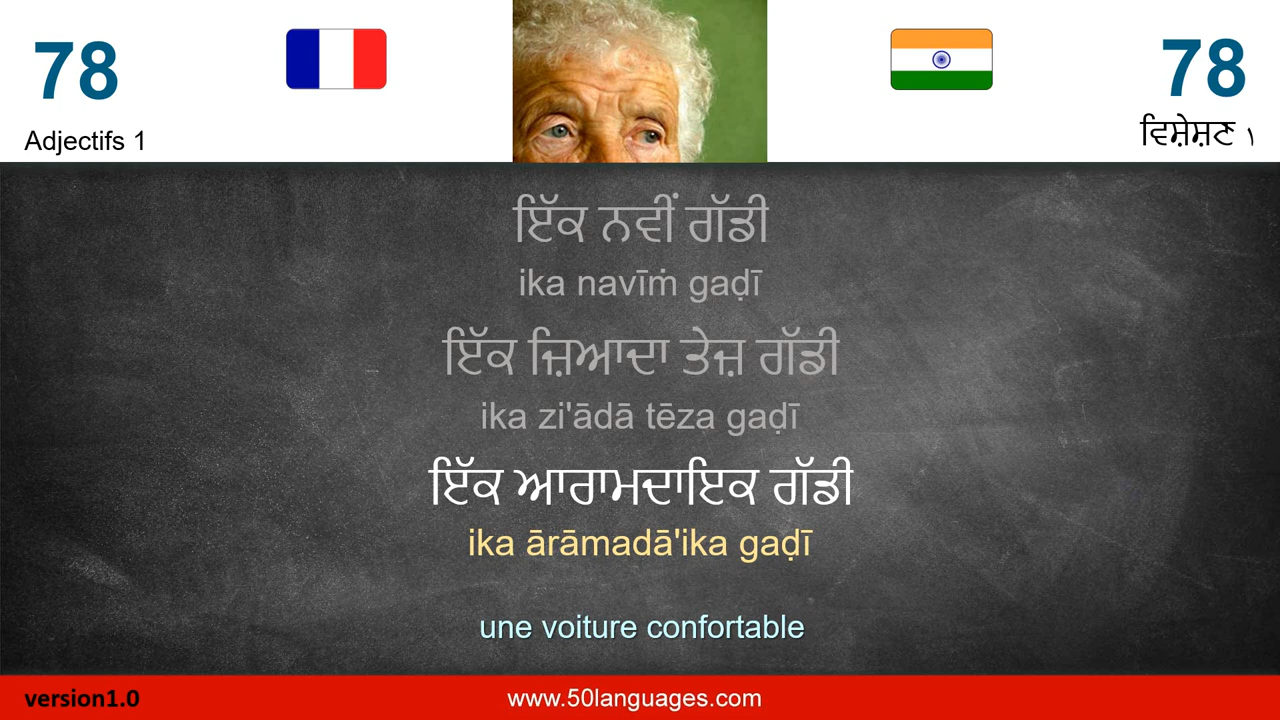 78
78
Adjectifs 1
ਵਿਸ਼ੇਸ਼ਣ ۱
ਇੱਕ ਨਵੀਂ ਗੱਡੀ
ika navīṁ gaḍī
ਇੱਕ ਜ਼ਿਆਦਾ ਤੇਜ਼ ਗੱਡੀ
ika zi'ādā tēza gaḍī
ਇੱਕ ਆਰਾਮਦਾਇਕ ਗੱਡੀ
ika ārāmadā'ika gaḍī
une voiture confortable
version1.0
www.50languages.com